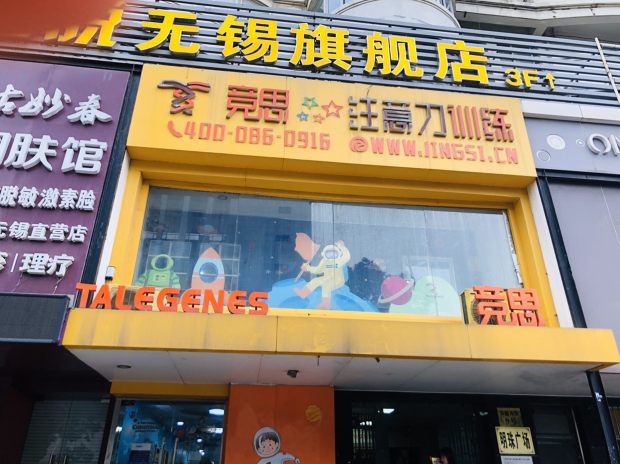 无锡旗舰店 3F↑
竞思 注意力训练
400-086-0916 @WWW.JINGSI.CN
妙春
肤馆
脱敏激素脸
无锡直营店
理疗
TALEGENES
竞思
明珠广场